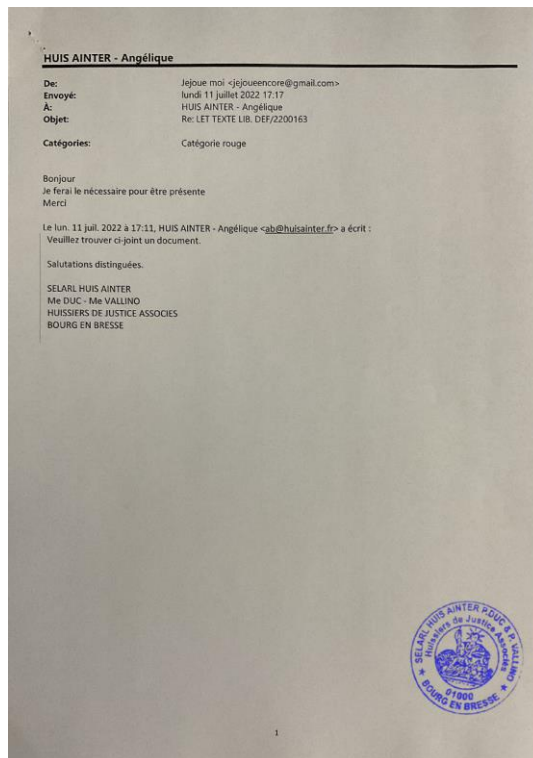 HUIS AINTER - Angélique
De: Jejoue moi <jejoueencore@gmail.com>
Envoyé: lundi 11 juillet 2022 17:17
À: HUIS AINTER - Angélique
Objet: Re: LET TEXTE LIB. DEF/2200163
Catégories: Catégorie rouge
Bonjour
Je ferai le nécessaire pour être présente
Merci
Le lun. 11 juil. 2022 à 17:11, HUIS AINTER - Angélique <ab@huisainter.fr> a écrit :
Veuillez trouver ci-joint un document.
Salutations distinguées.
SELARL HUIS AINTER
Me DUC - Me VALLINO
HUISSIERS DE JUSTICE ASSOCIES
BOURG EN BRESSE
SELARL HUIS AINTER P.DUC & P. VALLINO
Huissiers de Justice Associés
01000
BOURG EN BRESSE
1